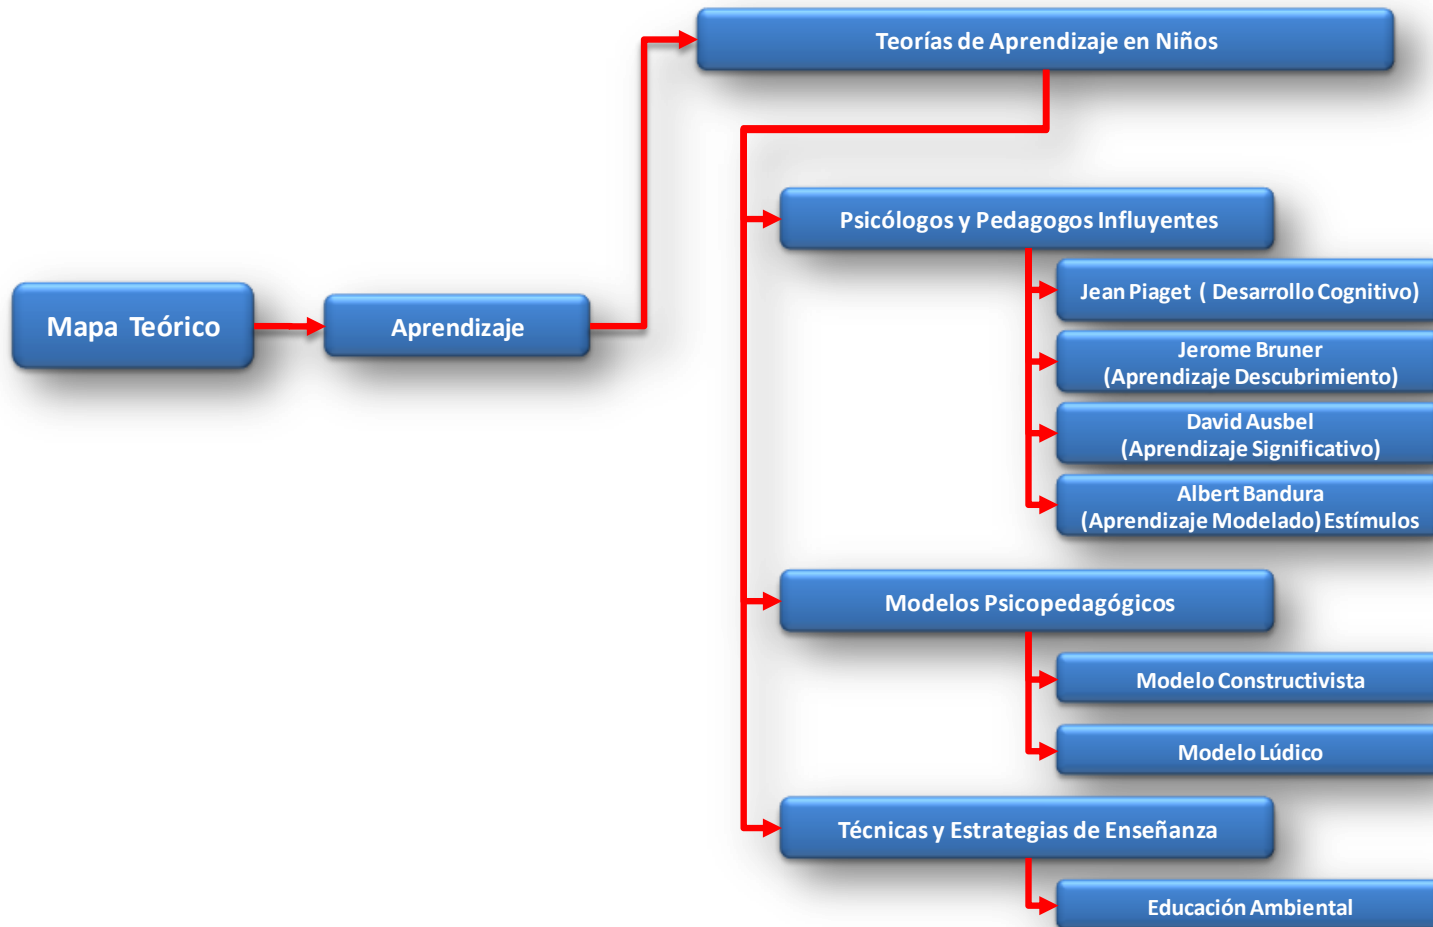 Teorías de Aprendizaje en Niños
Psicólogos y Pedagogos Influyentes
Jean Piaget ( Desarrollo Cognitivo)
Mapa Teórico
Aprendizaje
Jerome Bruner
(Aprendizaje Descubrimiento)
David Ausbel
(Aprendizaje Significativo)
Albert Bandura
(Aprendizaje Modelado) Estímulos
Modelos Psicopedagógicos
Modelo Constructivista
Modelo Lúdico
Técnicas y Estrategias de Enseñanza
Educación Ambiental